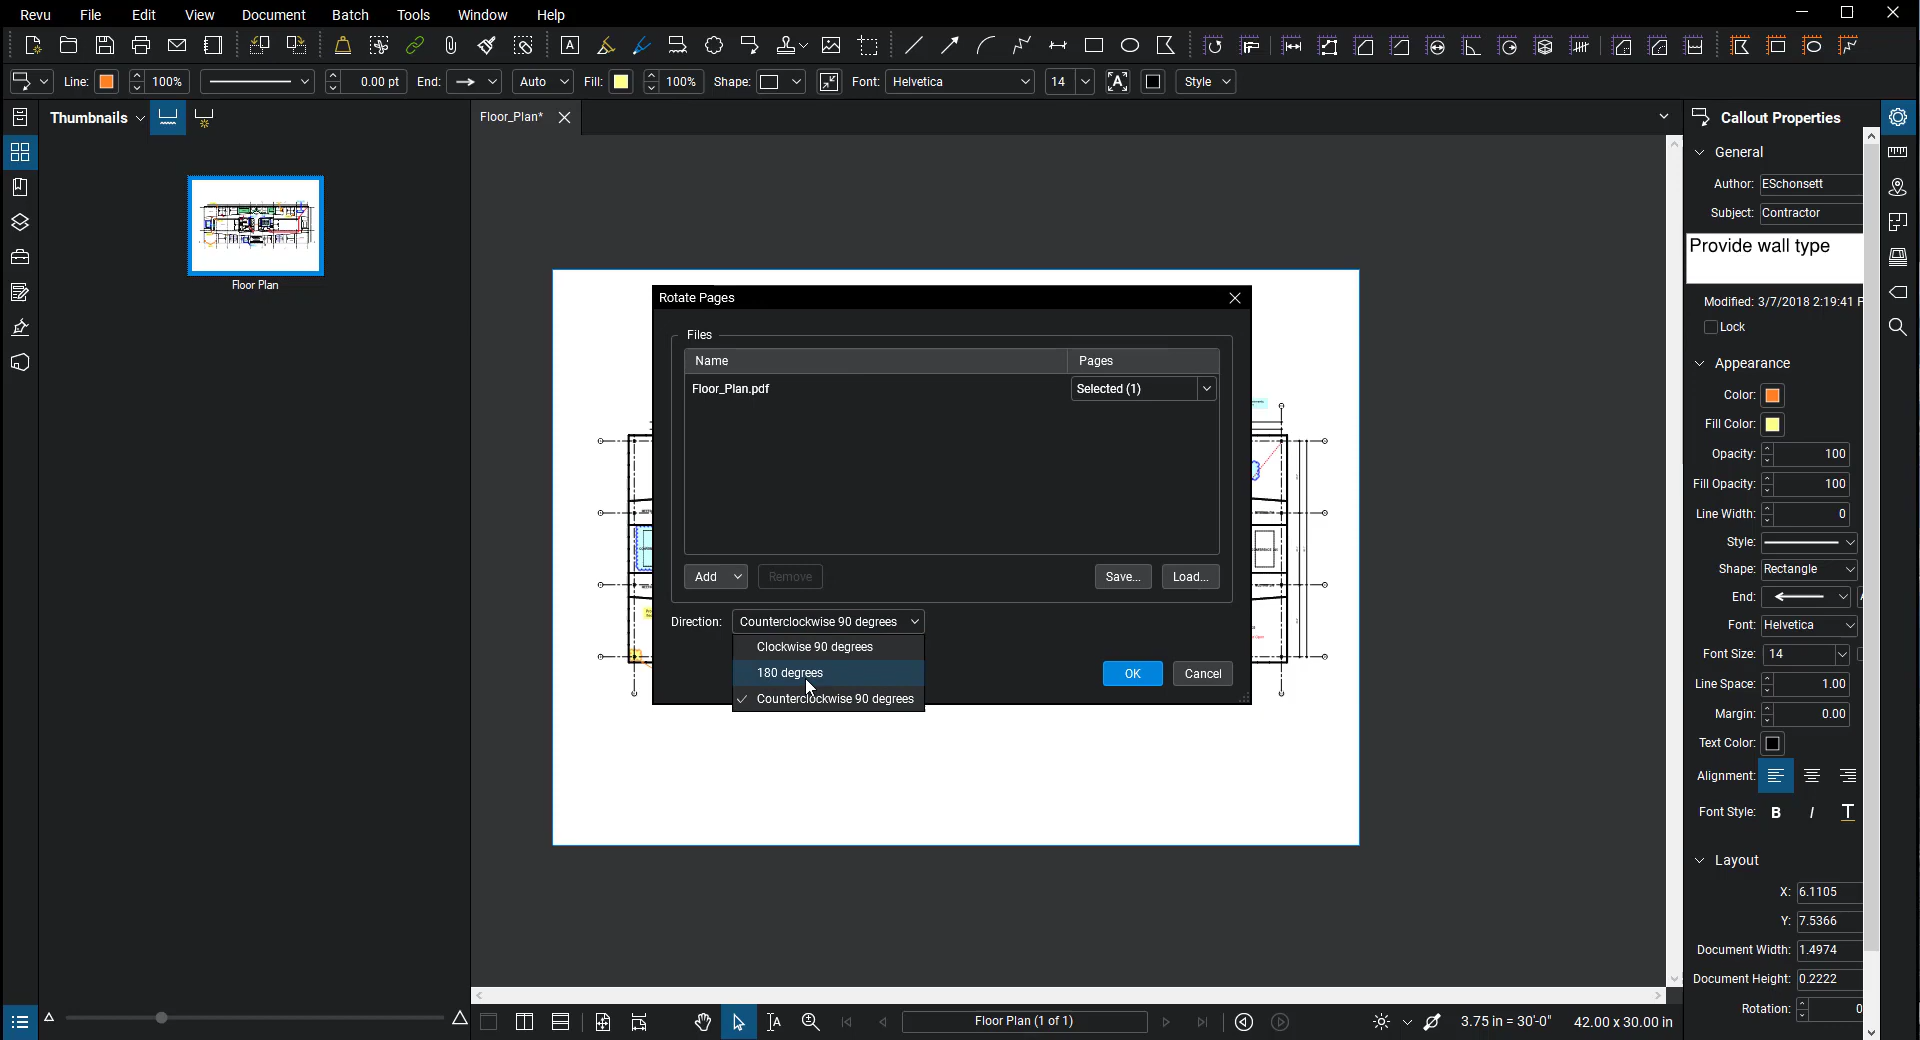 Revu File Edit View Document Batch Tools Window Help
Line: 100% 0.00 pt End: Auto Fill: 100% Shape: Font: Helvetica 14 Style
Thumbnails
Floor_Plan*
Floor Plan
Rotate Pages
Files
Name Pages
Floor_Plan.pdf Selected (1)
Add Remove Save... Load...
Direction: Counterclockwise 90 degrees
Clockwise 90 degrees
180 degrees
Counterclockwise 90 degrees
OK Cancel
Callout Properties
General
Author: ESchonsett
Subject: Contractor
Provide wall type
Modified: 3/7/2018 2:19:41 P
Lock
Appearance
Color:
Fill Color:
Opacity: 100
Fill Opacity: 100
Line Width: 0
Style:
Shape: Rectangle
End:
Font: Helvetica
Font Size: 14
Line Space: 1.00
Margin: 0.00
Text Color:
Alignment:
Font Style: B I T
Layout
X: 6.1105
Y: 7.5366
Document Width: 1.4974
Document Height: 0.2222
Rotation: 0
Floor Plan (1 of 1)
3.75 in = 30'-0" 42.00 x 30.00 in